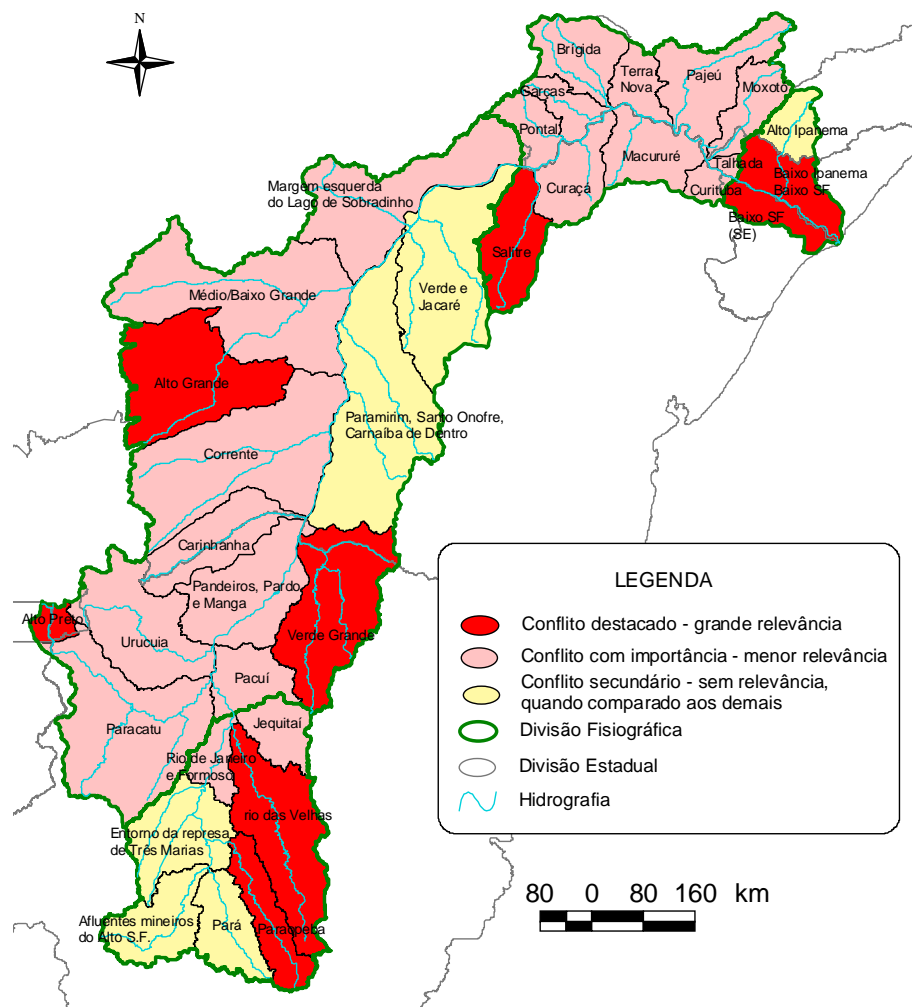 N
Brígida
Terra
Nova
Pajeú
Garças
Moxotó
Pontal
Alto Ipanema
Macururé
Talhada
Margem esquerda
do Lago de Sobradinho
Curaçá
Curituba
Baixo Ipanema
Baixo SF
Baixo SF
(SE)
Salitre
Médio/Baixo Grande
Verde e
Jacaré
Alto Grande
Paramirim, Santo Onofre,
Carnaíba de Dentro
Corrente
Carinhanha
Pandeiros, Pardo
e Manga
Alto Preto
Urucuia
Verde Grande
Pacuí
Paracatu
Jequitaí
Rio de Janeiro
e Formoso
rio das Velhas
Entorno da represa
de Três Marias
Afluentes mineiros
do Alto S.F.
Pará
Paraopeba
LEGENDA
Conflito destacado - grande relevância
Conflito com importância - menor relevância
Conflito secundário - sem relevância,
quando comparado aos demais
Divisão Fisiográfica
Divisão Estadual
Hidrografia
80 0 80 160 km